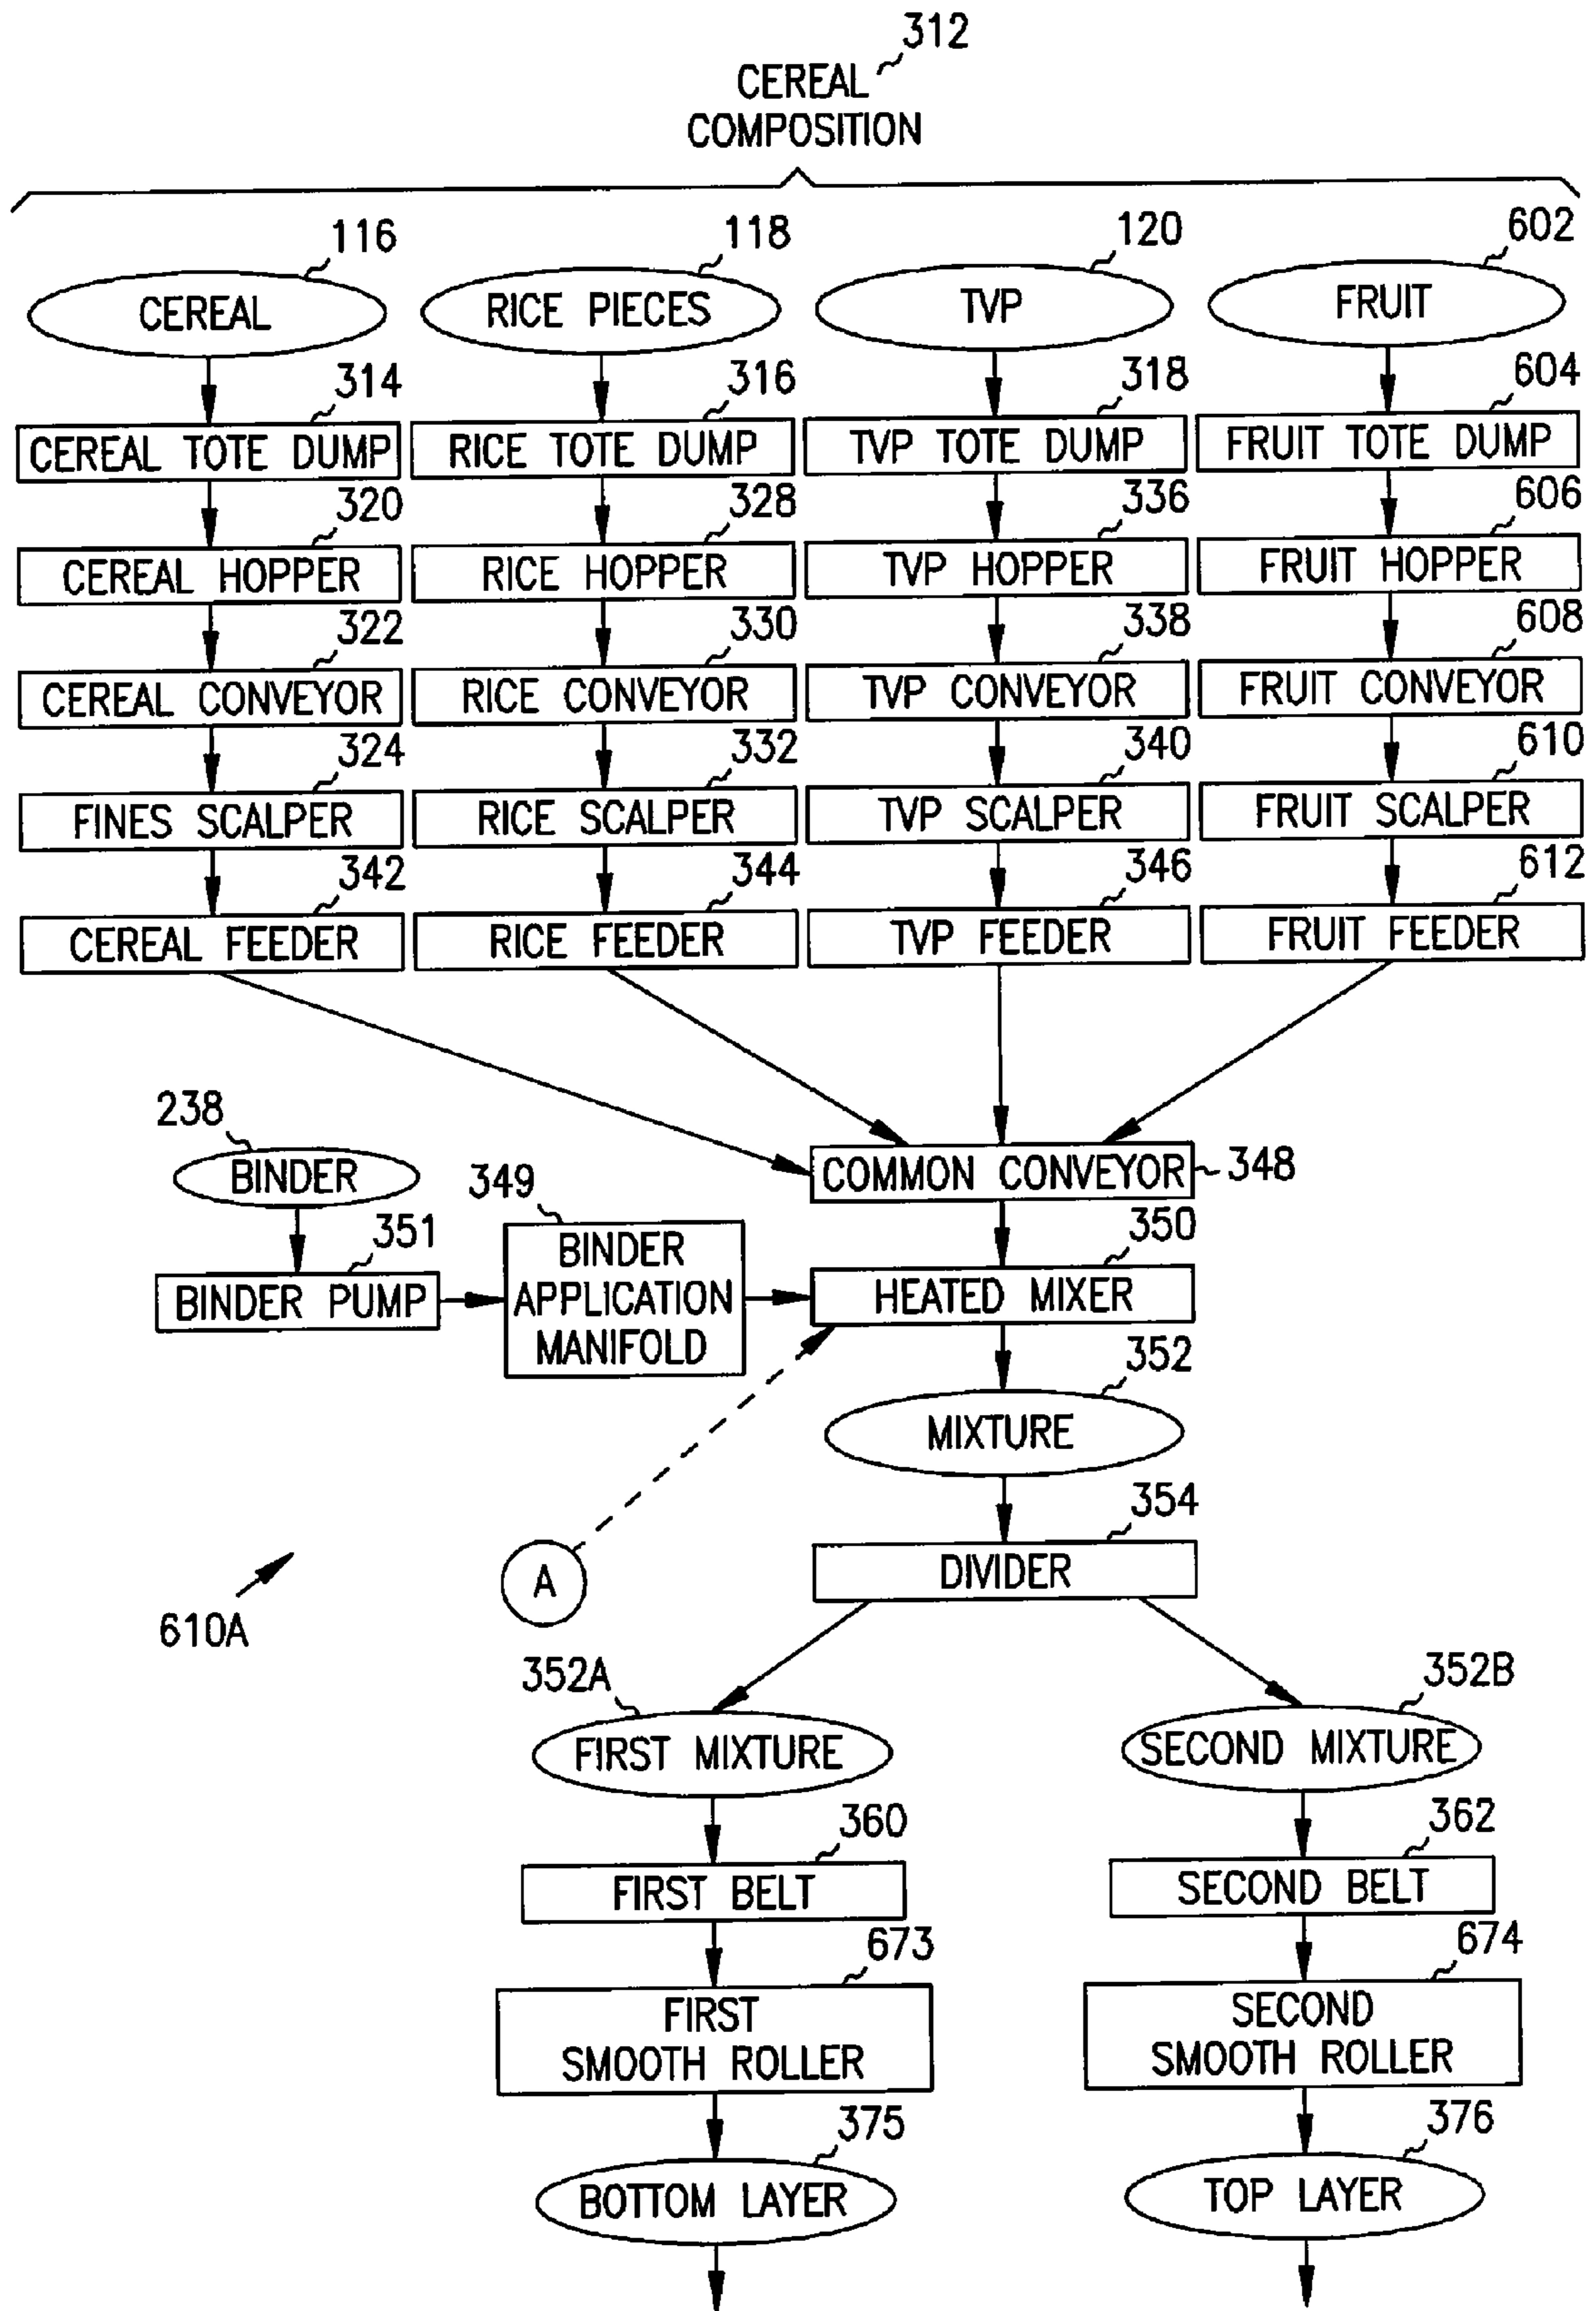 312
CEREAL
COMPOSITION
116 118 120 602
CEREAL RICE PIECES TVP FRUIT
314 316 318 604
CEREAL TOTE DUMP RICE TOTE DUMP TVP TOTE DUMP FRUIT TOTE DUMP
320 328 336 606
CEREAL HOPPER RICE HOPPER TVP HOPPER FRUIT HOPPER
322 330 338 608
CEREAL CONVEYOR RICE CONVEYOR TVP CONVEYOR FRUIT CONVEYOR
324 332 340 610
FINES SCALPER RICE SCALPER TVP SCALPER FRUIT SCALPER
342 344 346 612
CEREAL FEEDER RICE FEEDER TVP FEEDER FRUIT FEEDER
238
BINDER
COMMON CONVEYOR 348
349
351
350
BINDER PUMP
BINDER
APPLICATION
MANIFOLD
HEATED MIXER
352
MIXTURE
354
DIVIDER
A
610A
352A 352B
FIRST MIXTURE SECOND MIXTURE
360 362
FIRST BELT SECOND BELT
673 674
FIRST
SMOOTH ROLLER
SECOND
SMOOTH ROLLER
375 376
BOTTOM LAYER TOP LAYER